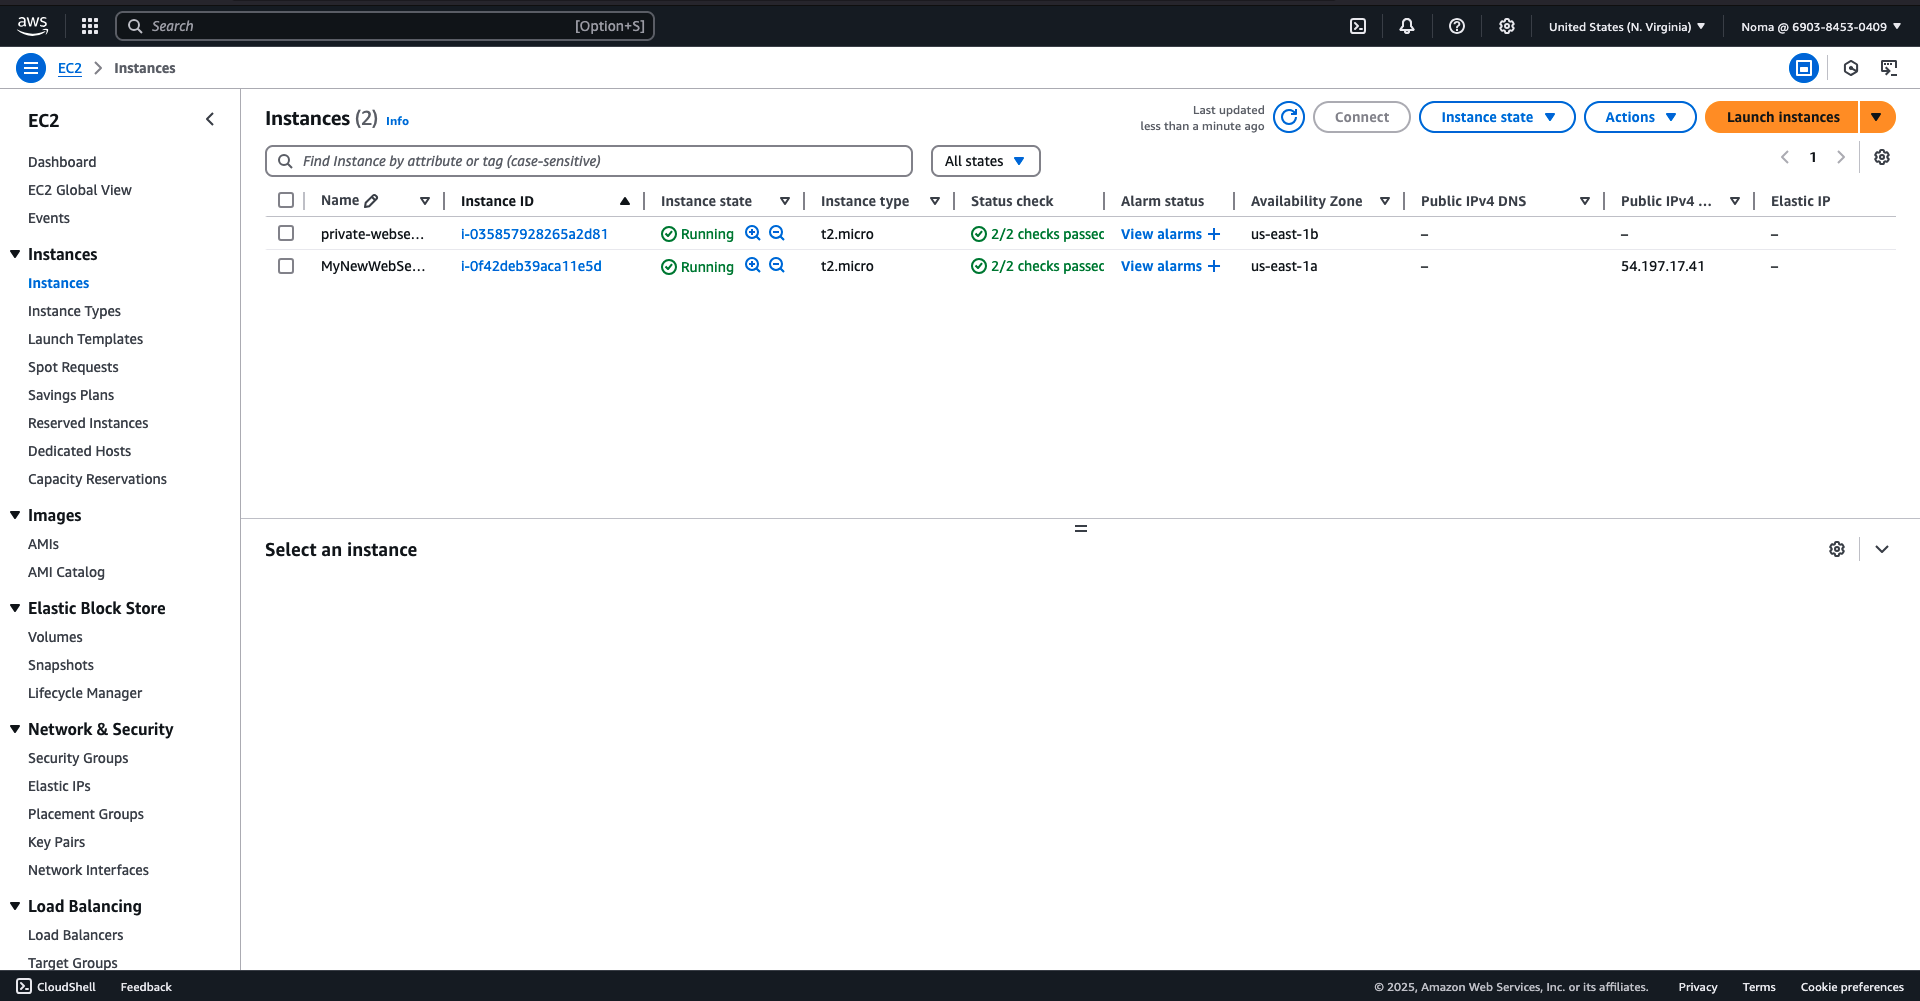 aws
Search [Option+S]
United States (N. Virginia)
Noma @ 6903-8453-0409
EC2 Instances
EC2
Dashboard
EC2 Global View
Events
Instances
Instances
Instance Types
Launch Templates
Spot Requests
Savings Plans
Reserved Instances
Dedicated Hosts
Capacity Reservations
Images
AMIs
AMI Catalog
Elastic Block Store
Volumes
Snapshots
Lifecycle Manager
Network & Security
Security Groups
Elastic IPs
Placement Groups
Key Pairs
Network Interfaces
Load Balancing
Load Balancers
Target Groups
Instances (2) Info
Last updated
less than a minute ago
Connect
Instance state
Actions
Launch instances
Find Instance by attribute or tag (case-sensitive)
All states
1
Name Instance ID Instance state Instance type Status check Alarm status Availability Zone Public IPv4 DNS Public IPv4 ... Elastic IP
private-webse... i-035857928265a2d81 Running t2.micro 2/2 checks passec View alarms + us-east-1b – – –
MyNewWebSe... i-0f42deb39aca11e5d Running t2.micro 2/2 checks passec View alarms + us-east-1a – 54.197.17.41 –
Select an instance
CloudShell Feedback
© 2025, Amazon Web Services, Inc. or its affiliates. Privacy Terms Cookie preferences